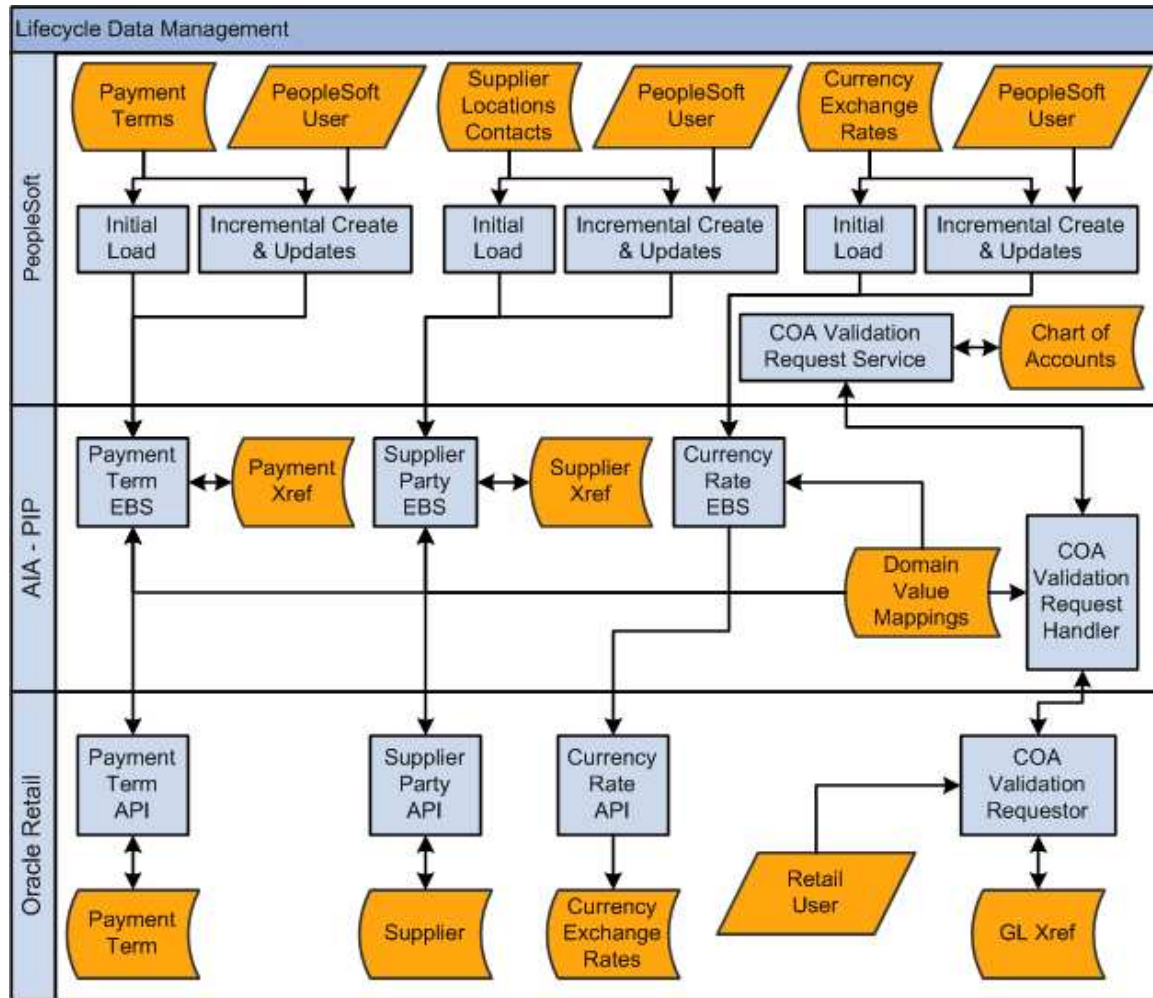 Lifecycle Data Management
PeopleSoft
Payment
Terms
PeopleSoft
User
Supplier
Locations
Contacts
PeopleSoft
User
Currency
Exchange
Rates
PeopleSoft
User
Initial
Load
Incremental Create
& Updates
Initial
Load
Incremental Create
& Updates
Initial
Load
Incremental Create
& Updates
COA Validation
Request Service
Chart of
Accounts
AIA - PIP
Payment
Term
EBS
Payment
Xref
Supplier
Party
EBS
Supplier
Xref
Currency
Rate
EBS
Domain
Value
Mappings
COA
Validation
Request
Handler
Oracle Retail
Payment
Term
API
Supplier
Party
API
Currency
Rate
API
COA
Validation
Requestor
Payment
Term
Supplier
Currency
Exchange
Rates
Retail
User
GL Xref